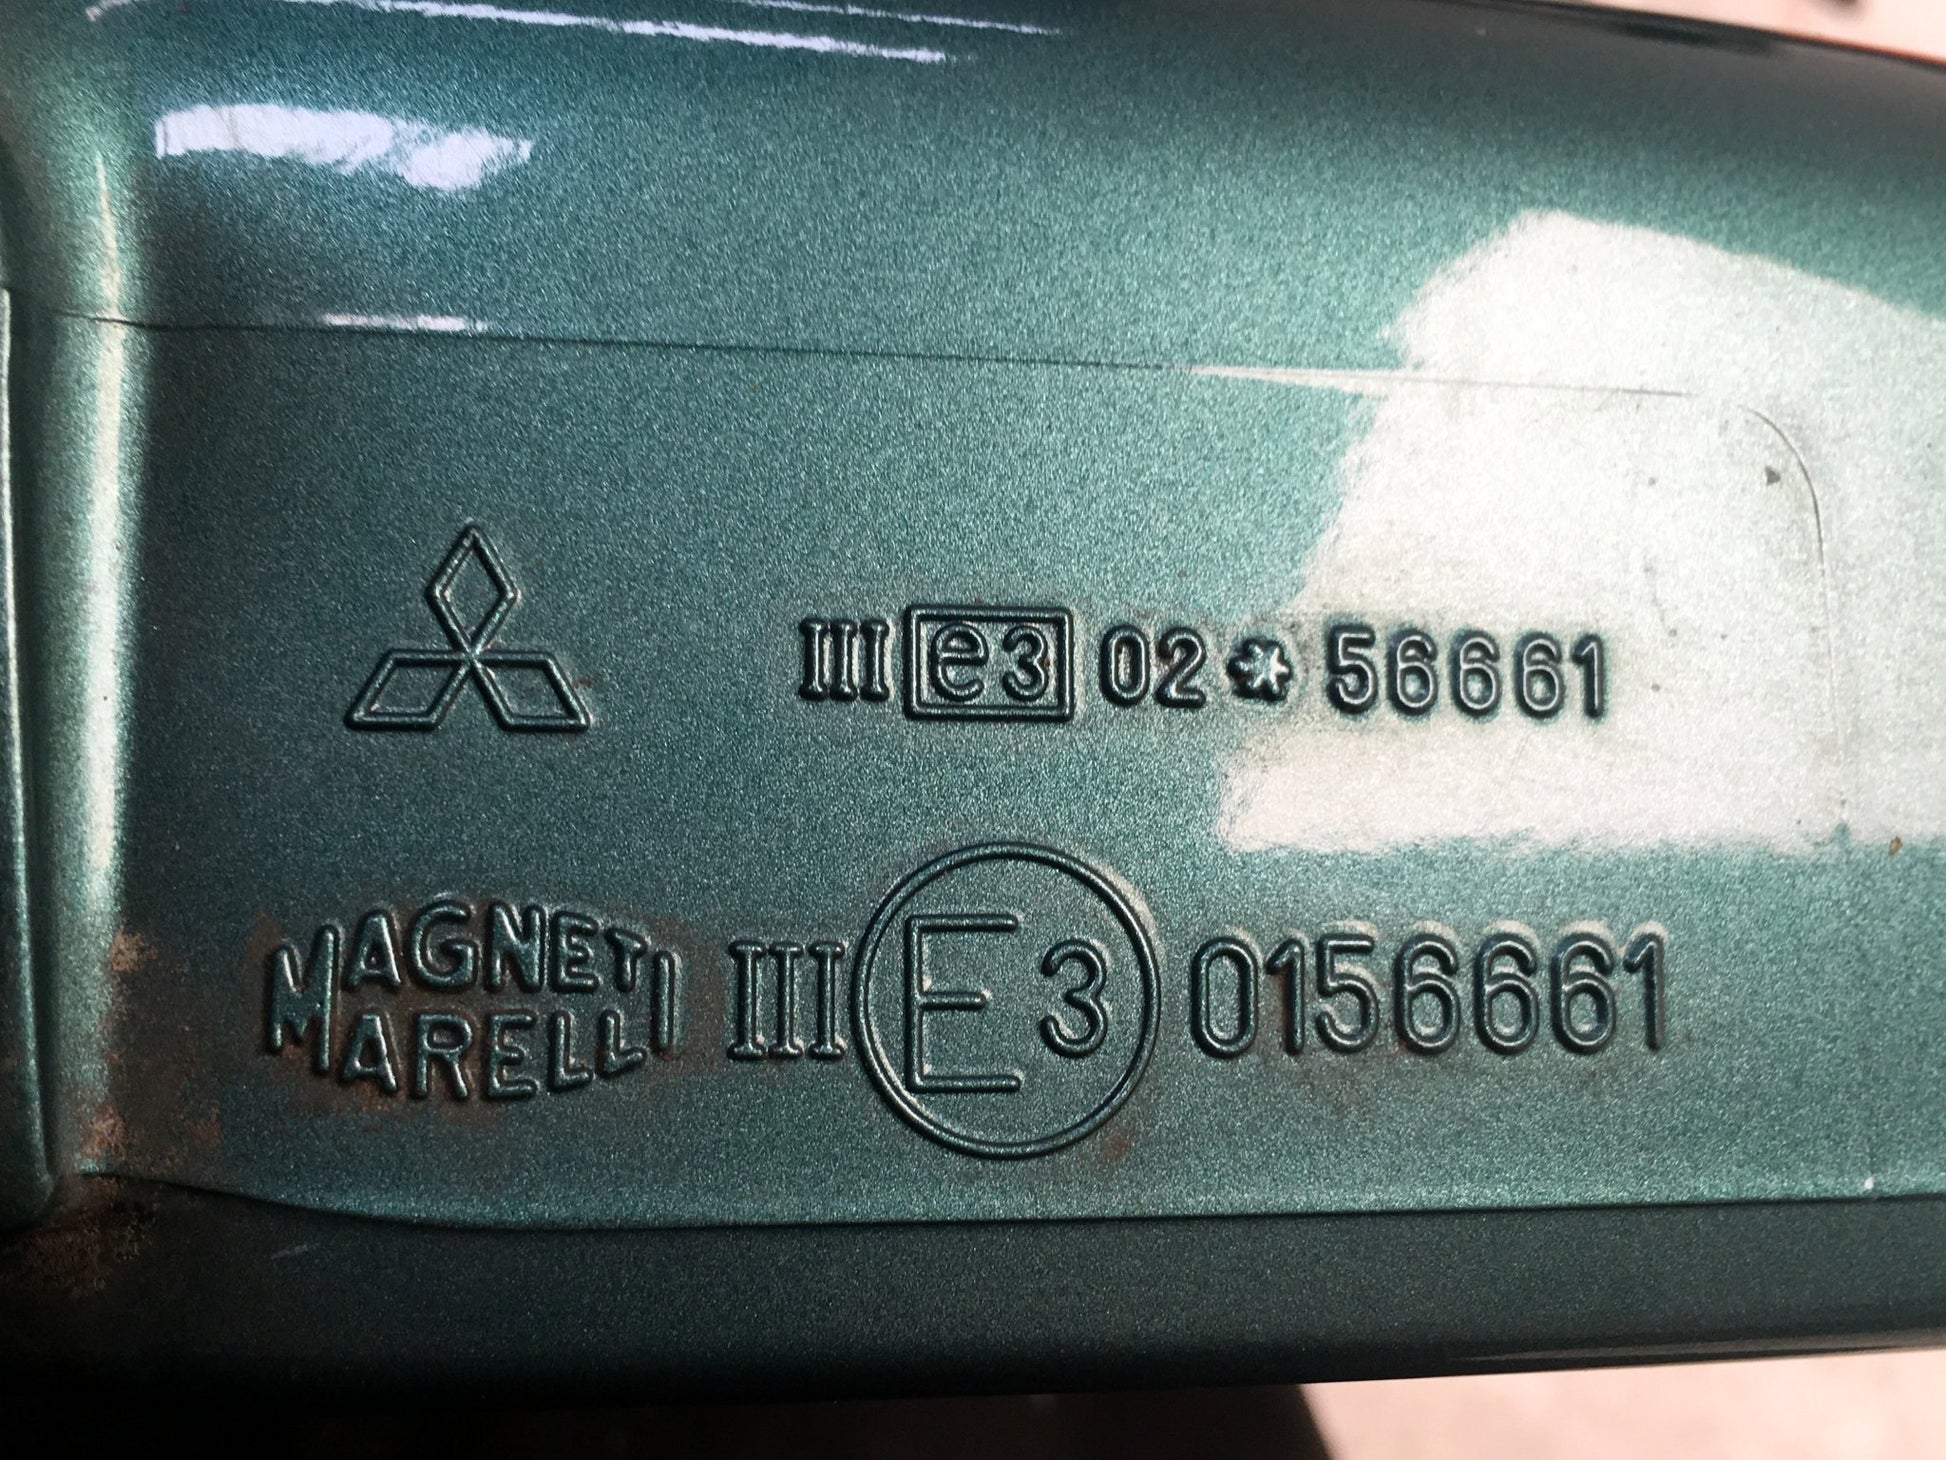 III e3 02 * 56661
MAGNETI
MARELLI
III E3 0156661